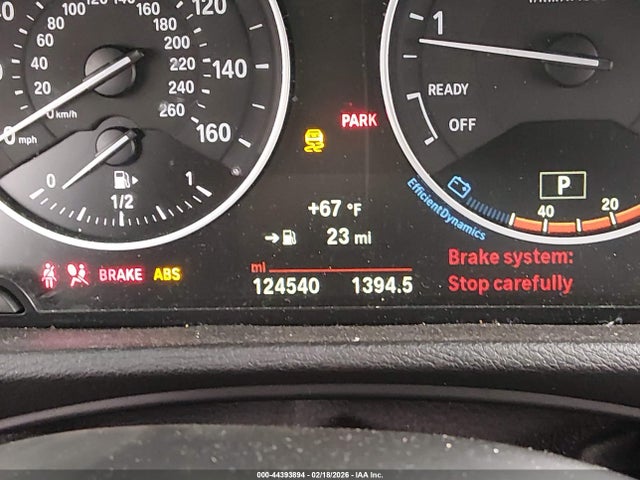 100
80
60
40
20
0 km/h
0 mph
160
180
200
220
240
260
120
140
160
0
1/2
1
PARK
+67 °F
23 mi
mi
124540 1394.5
BRAKE ABS
1
READY
OFF
P
EfficientDynamics
40
20
Brake system:
Stop carefully
000-44393894 - 02/18/2026 - IAA Inc.